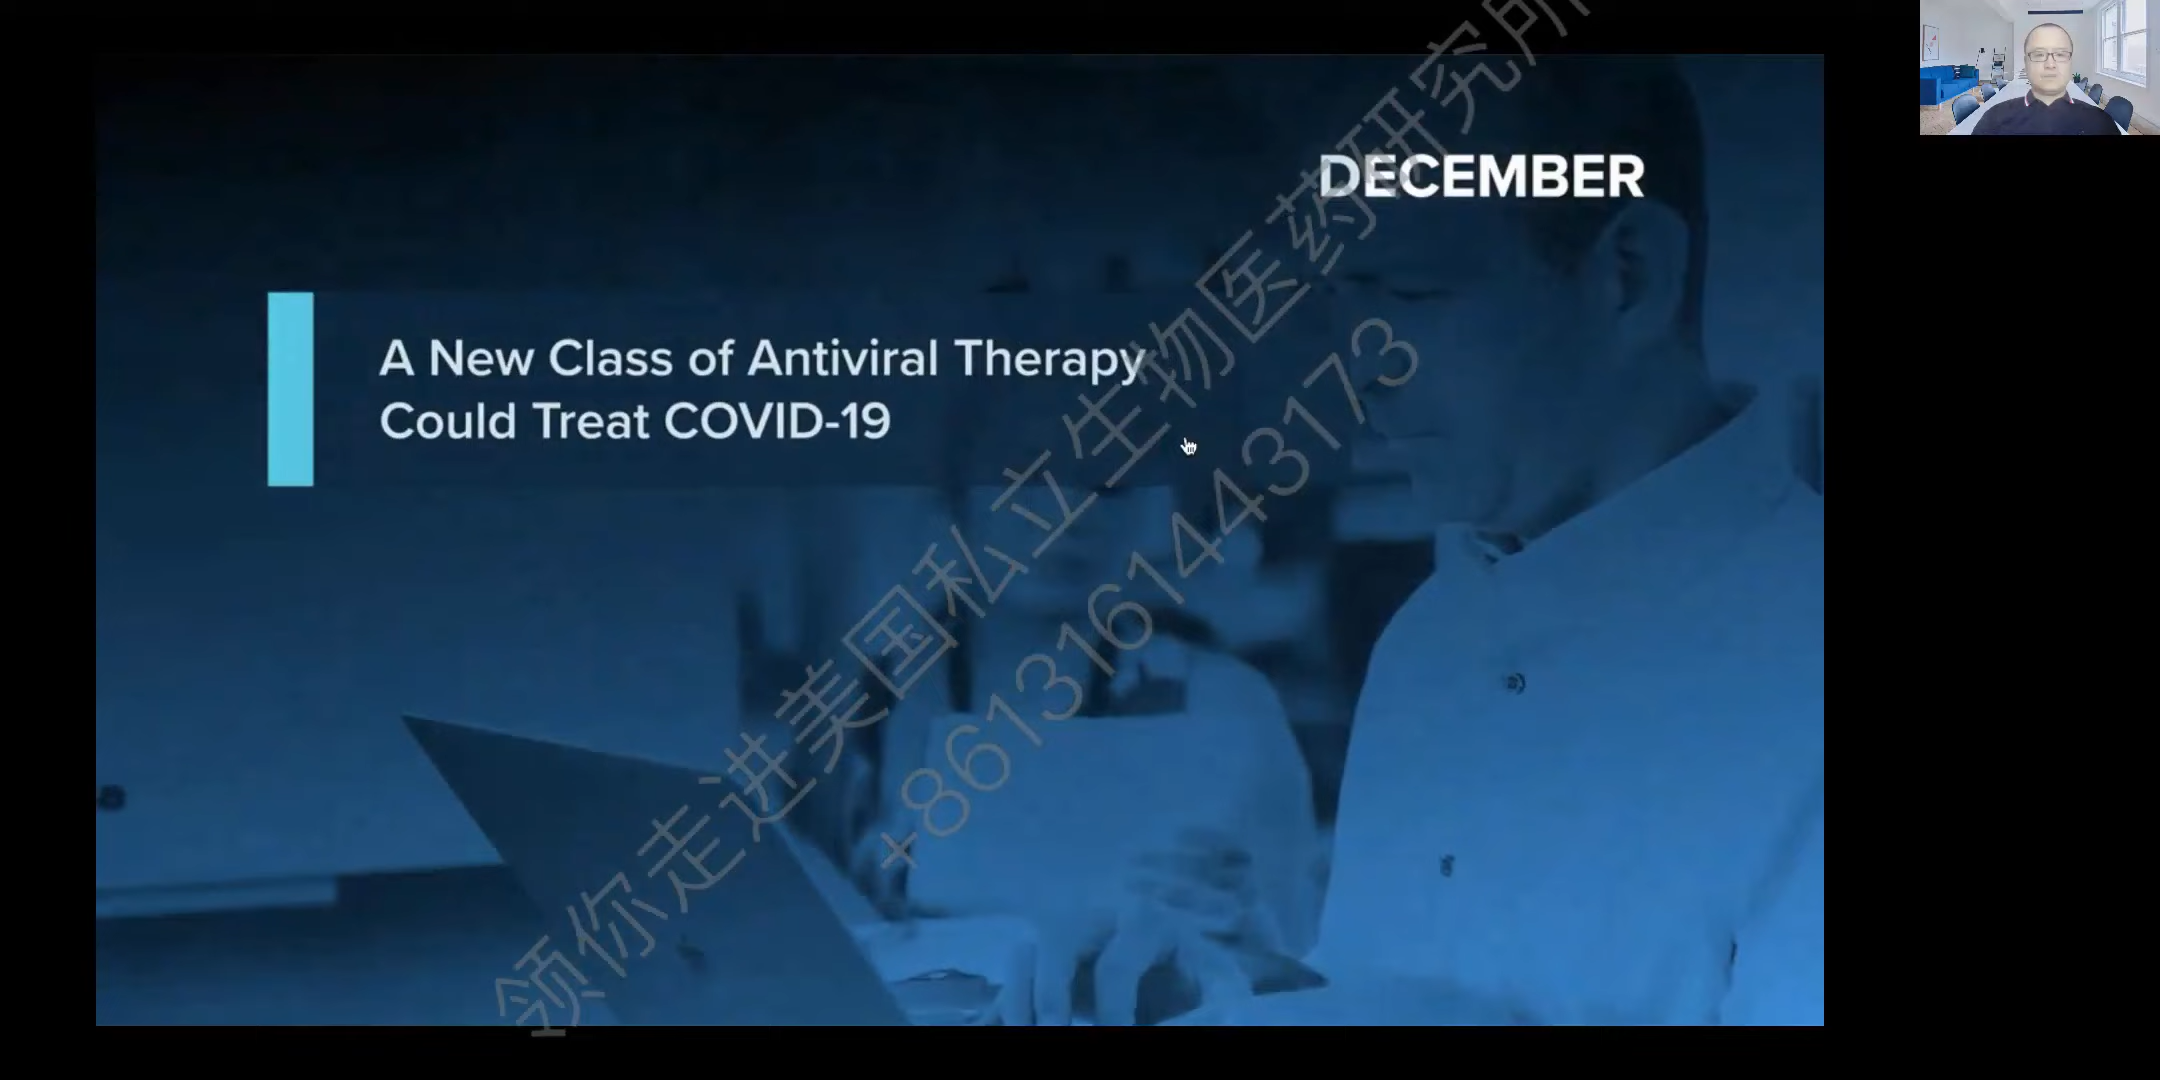 DECEMBER
A New Class of Antiviral Therapy
Could Treat COVID-19
领你走进美国私立生物医药研究所
+8613161443173